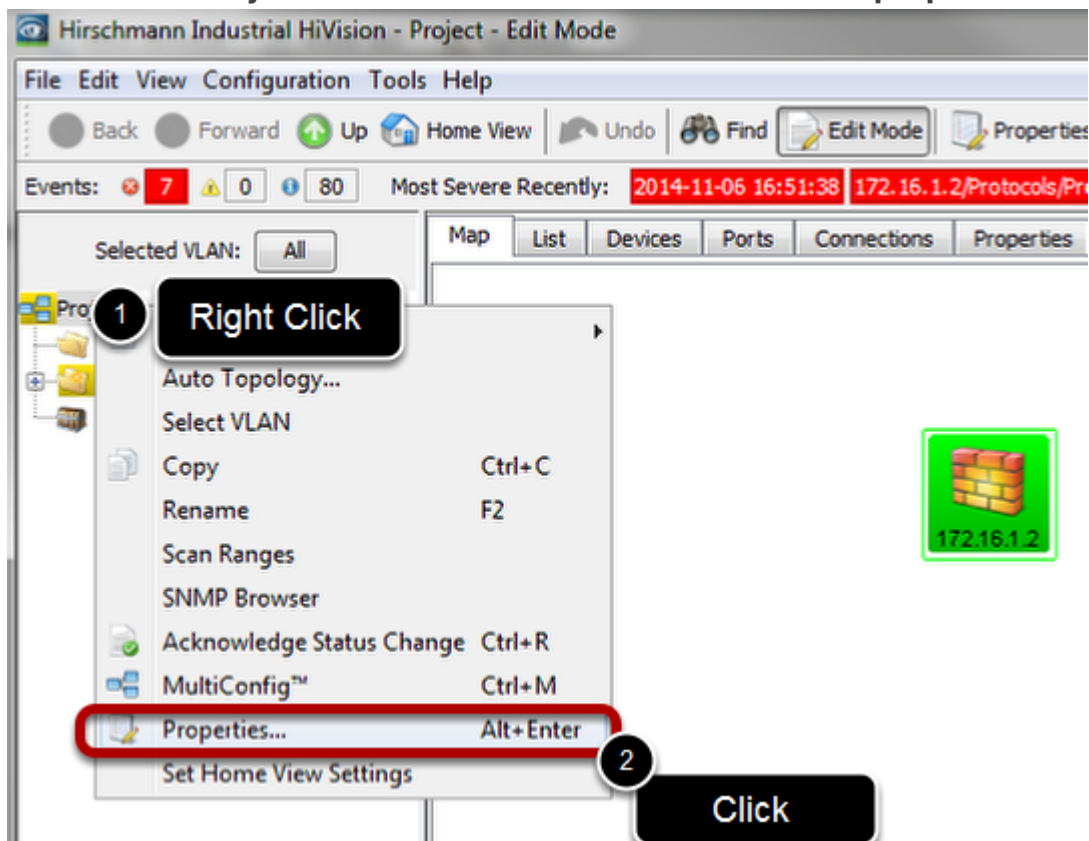 Hirschmann Industrial HiVision - Project - Edit Mode
File Edit View Configuration Tools Help
Back Forward Up Home View Undo Find Edit Mode Properties
Events: 7 0 80 Most Severe Recently: 2014-11-06 16:51:38 172.16.1.2/Protocols/
Selected VLAN: All
Map List Devices Ports Connections Properties
1 Right Click
Auto Topology...
Select VLAN
Copy Ctrl+C
172.16.1.2
Rename F2
Scan Ranges
SNMP Browser
Acknowledge Status Change Ctrl+R
MultiConfig™ Ctrl+M
Properties... Alt+Enter
2
Set Home View Settings
Click